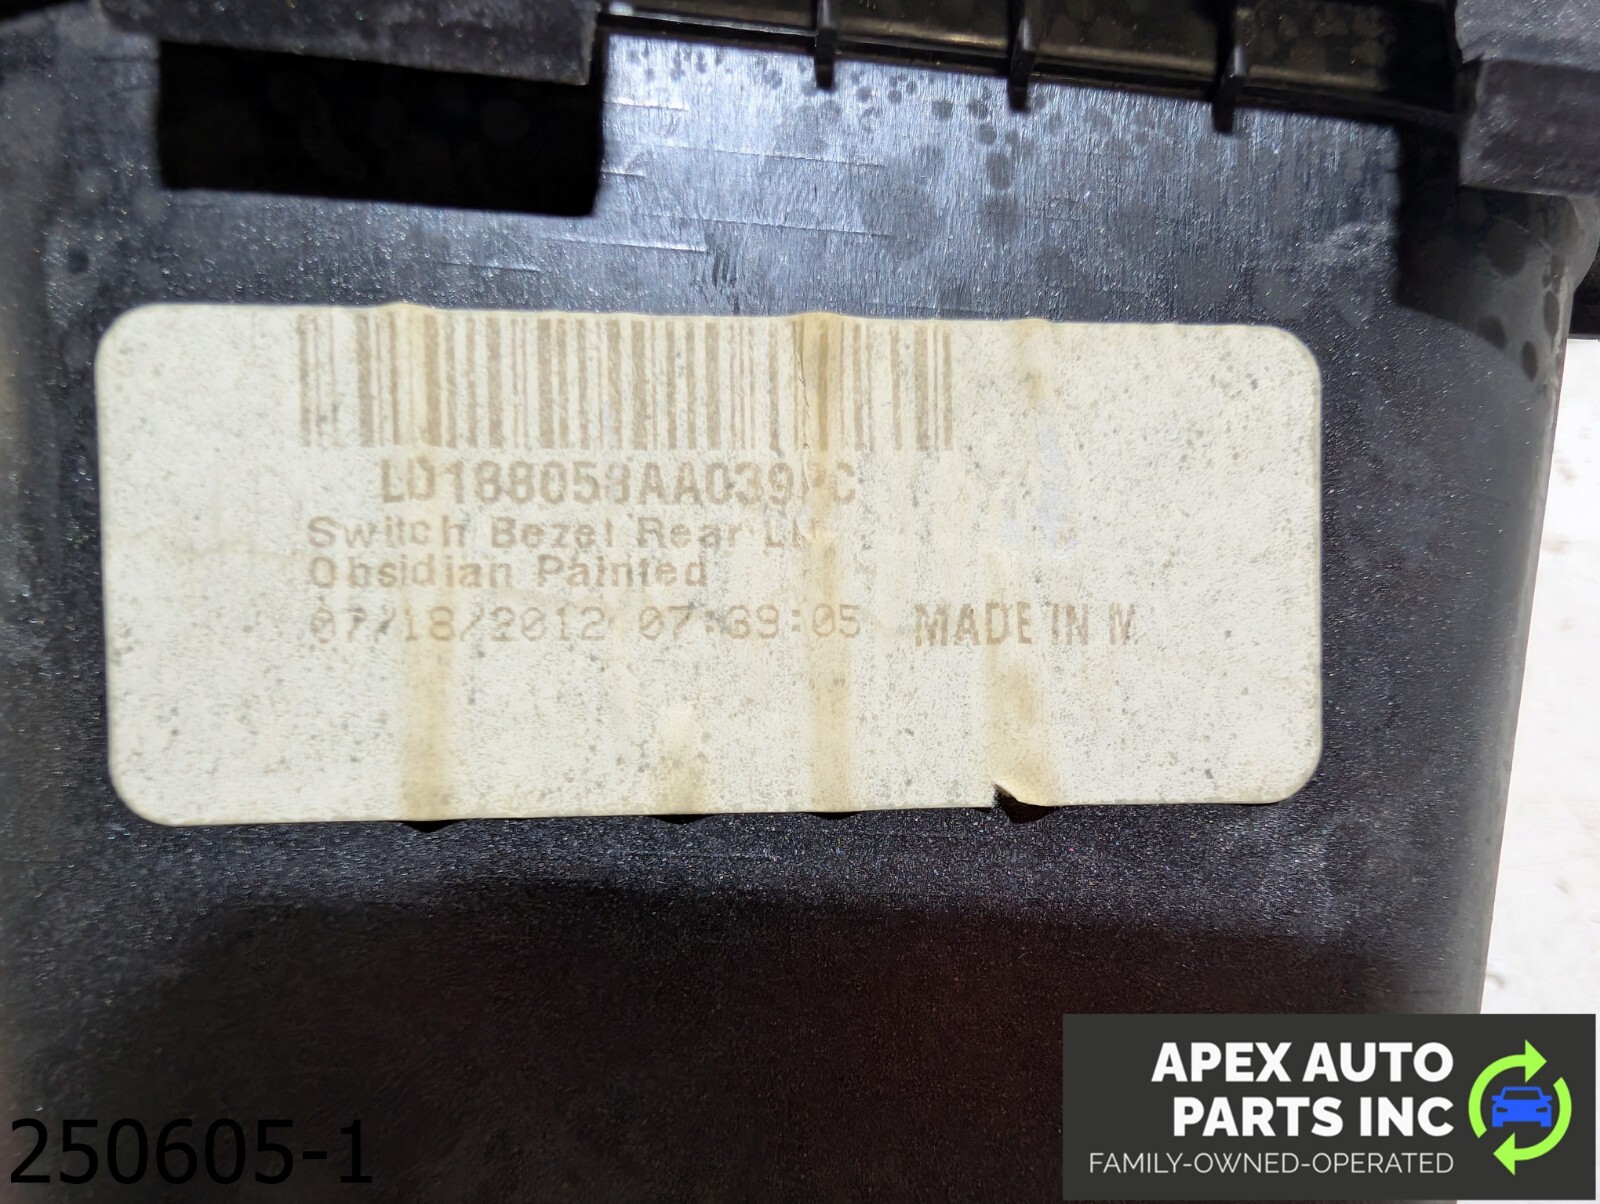 Switch Bezel Rear
Obsidian Painted
07/18/2012 07:39:05 MADE IN
APEX AUTO
PARTS INC
FAMILY-OWNED-OPERATED
250605-1